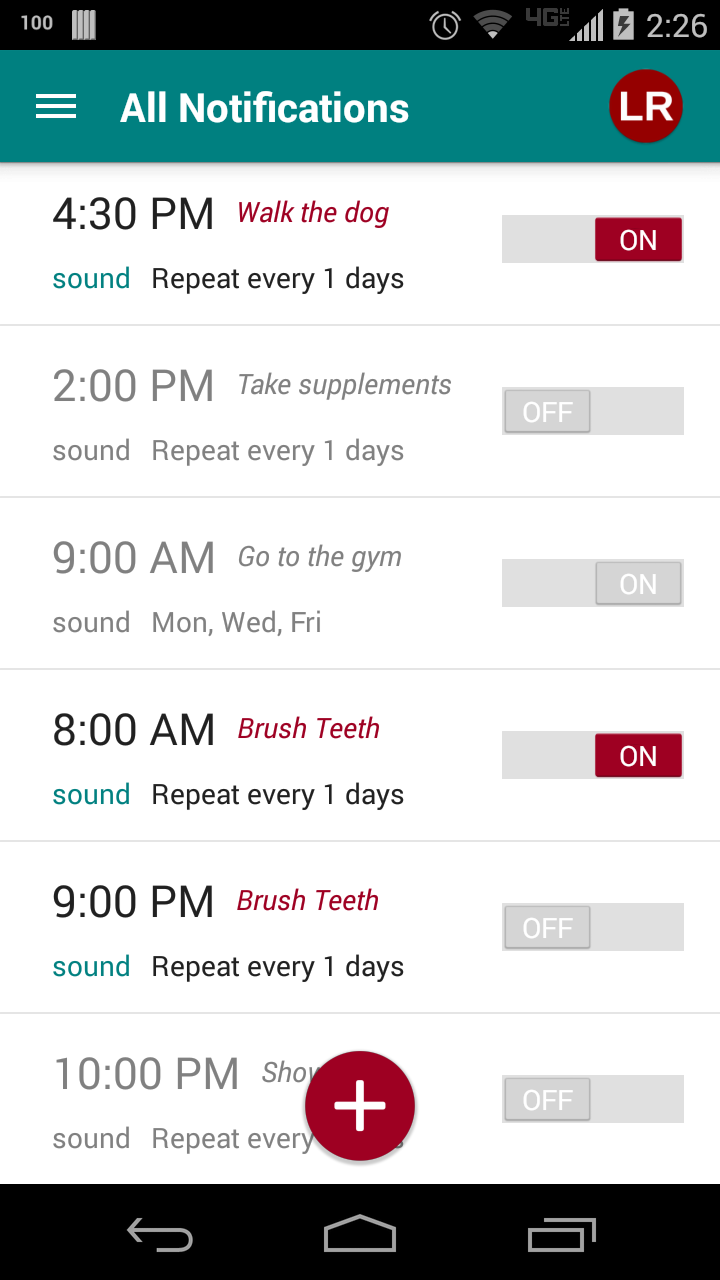 100 4G LTE 2:26
All Notifications LR
4:30 PM Walk the dog
ON
sound Repeat every 1 days
2:00 PM Take supplements
OFF
sound Repeat every 1 days
9:00 AM Go to the gym
ON
sound Mon, Wed, Fri
8:00 AM Brush Teeth
ON
sound Repeat every 1 days
9:00 PM Brush Teeth
OFF
sound Repeat every 1 days
10:00 PM
OFF
sound Repeat every